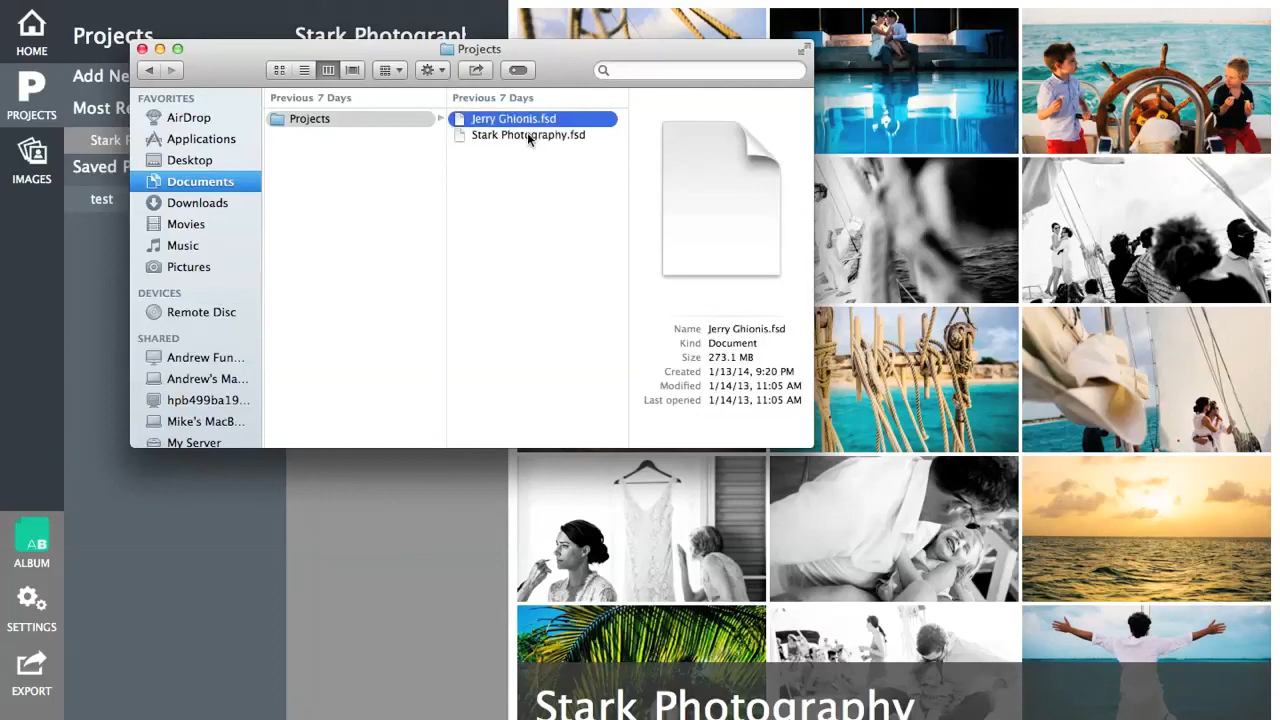 HOME
PROJECTS
IMAGES
ALBUM
AB
SETTINGS
EXPORT
Projects
Add Ne
Most Re
Stark P
Saved P
test
Stark Photography
Projects
FAVORITES
AirDrop
Applications
Desktop
Documents
Downloads
Movies
Music
Pictures
DEVICES
Remote Disc
SHARED
Andrew Fun...
Andrew's Ma...
hpb499ba19...
Mike's MacB...
My Server
Previous 7 Days
Projects
Previous 7 Days
Jerry Ghionis.fsd
Stark Photography.fsd
Name Jerry Ghionis.fsd
Kind Document
Size 273.1 MB
Created 1/13/14, 9:20 PM
Modified 1/14/13, 11:05 AM
Last opened 1/14/13, 11:05 AM
Stark Photography